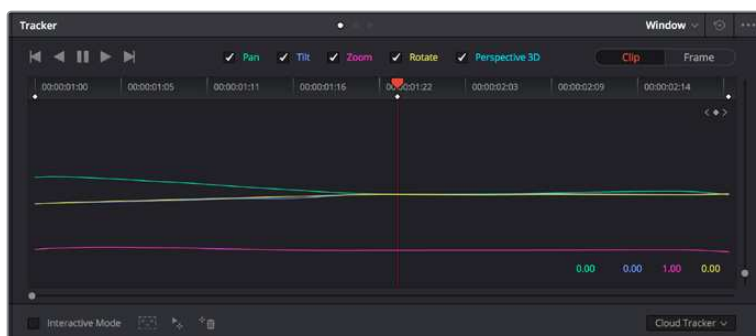 Tracker Window
Pan Tilt Zoom Rotate Perspective 3D Clip Frame
00:00:01:00 00:00:01:05 00:00:01:11 00:00:01:16 00:00:01:22 00:00:02:03 00:00:02:09 00:00:02:14
0.00 0.00 1.00 0.00
Interactive Mode Cloud Tracker